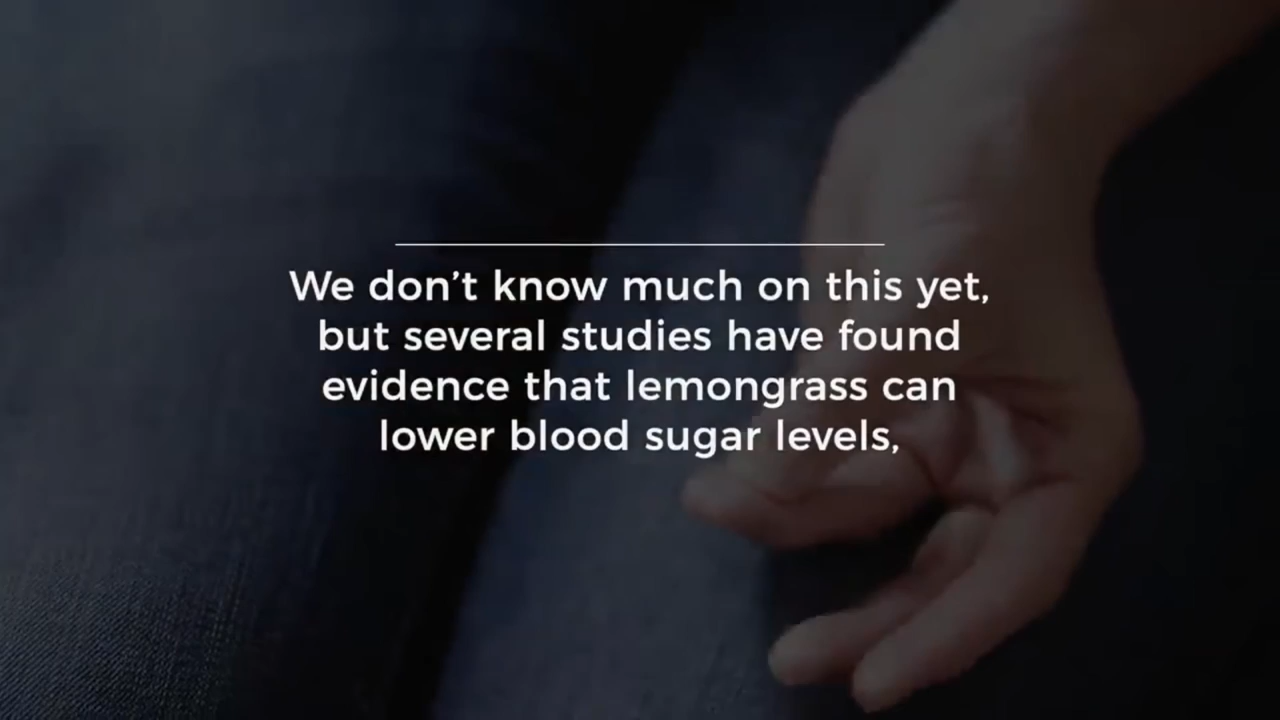 We don’t know much on this yet,
but several studies have found
evidence that lemongrass can
lower blood sugar levels,